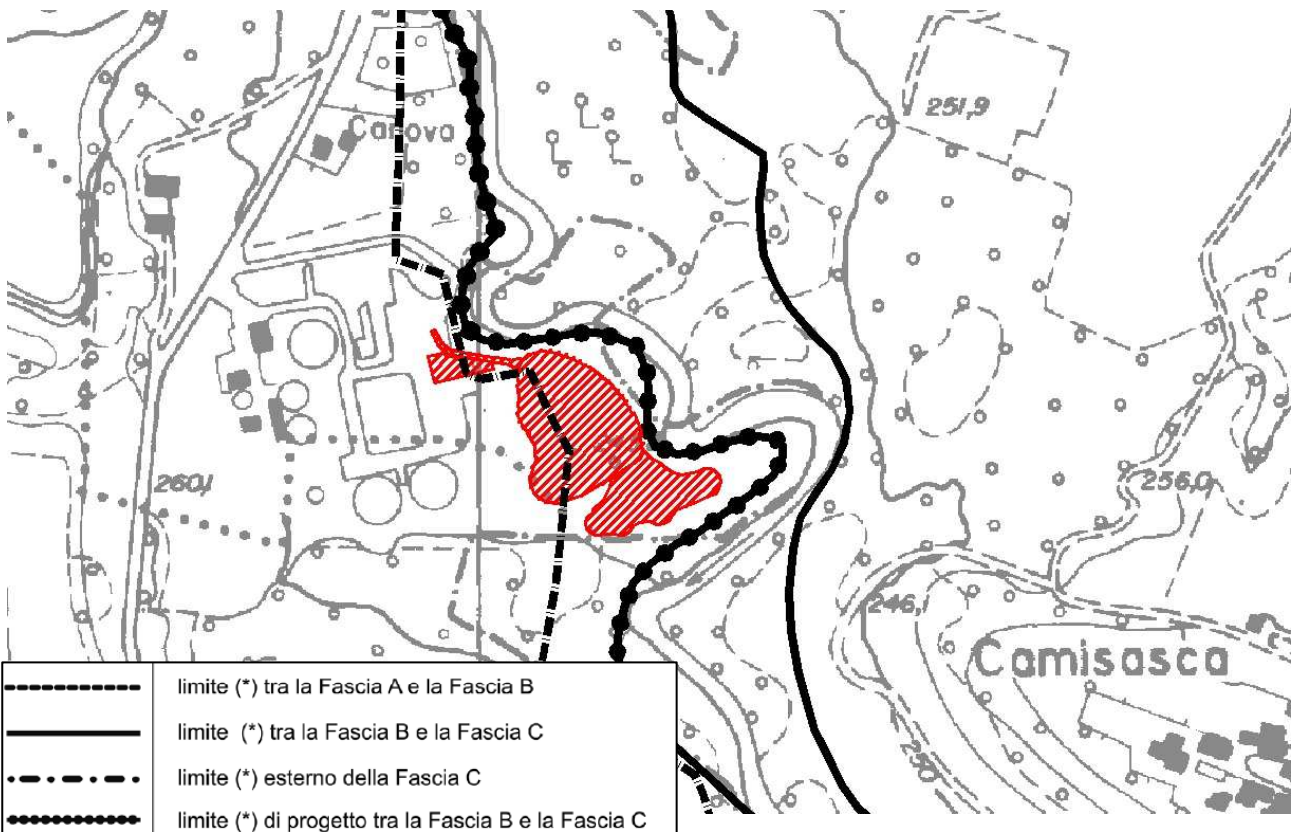 251,9
Canova
260,1
256,0
246,1
Camisasca
250
limite (*) tra la Fascia A e la Fascia B
limite (*) tra la Fascia B e la Fascia C
limite (*) esterno della Fascia C
limite (*) di progetto tra la Fascia B e la Fascia C